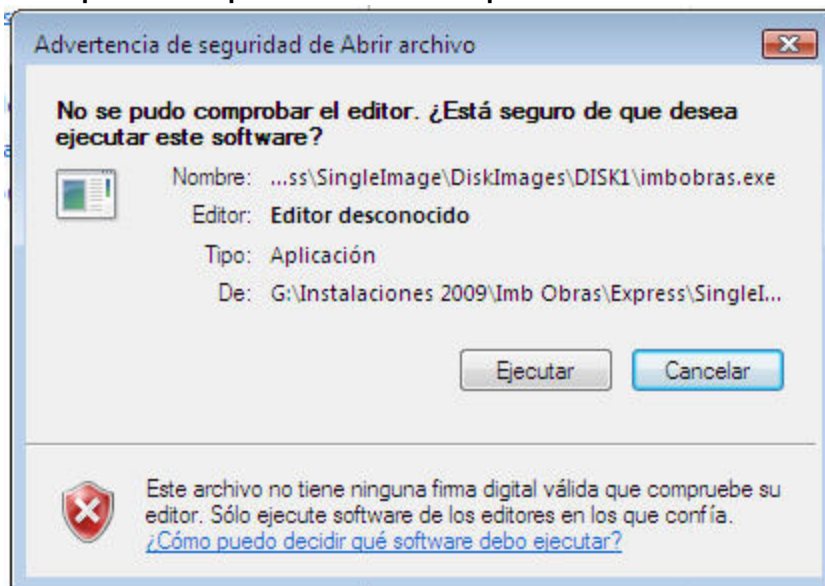 Advertencia de seguridad de Abrir archivo
No se pudo comprobar el editor. ¿Está seguro de que desea
ejecutar este software?
Nombre: ...ss\SingleImage\DiskImages\DISK1\imbobras.exe
Editor: Editor desconocido
Tipo: Aplicación
De: G:\Instalaciones 2009\Imb Obras\Express\SingleI...
Ejecutar Cancelar
Este archivo no tiene ninguna firma digital válida que compruebe su
editor. Sólo ejecute software de los editores en los que confía.
¿Cómo puedo decidir qué software debo ejecutar?